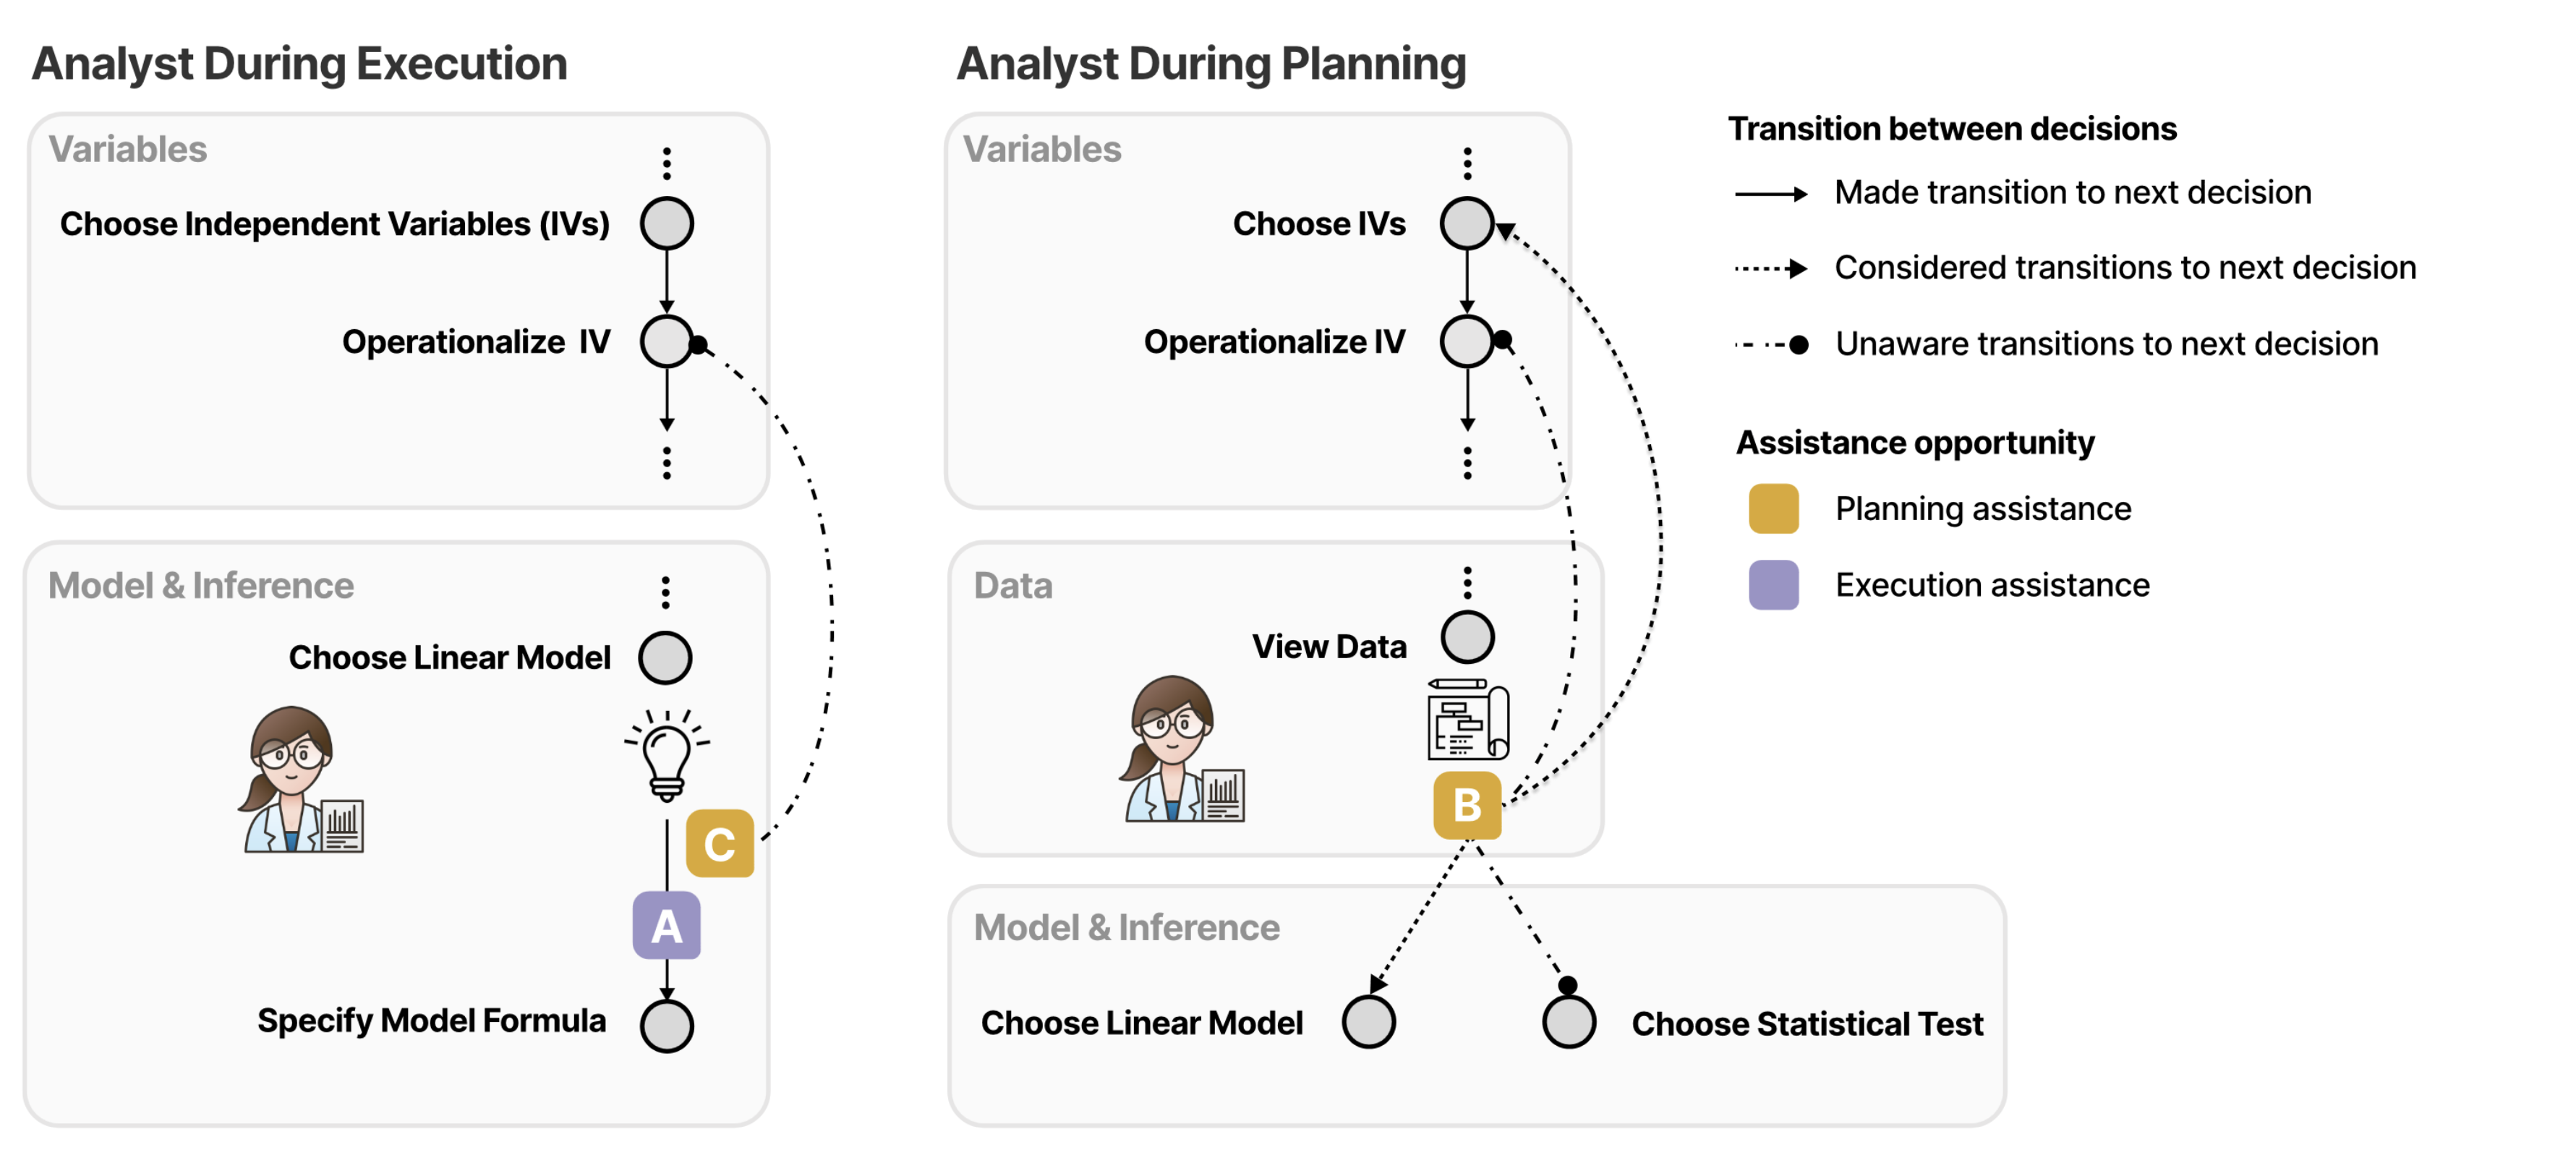 Analyst During Execution
Variables
Choose Independent Variables (IVs)
Operationalize IV
Model & Inference
Choose Linear Model
C
A
Specify Model Formula
Analyst During Planning
Variables
Choose IVs
Operationalize IV
Data
View Data
B
Model & Inference
Choose Linear Model
Choose Statistical Test
Transition between decisions
Made transition to next decision
Considered transitions to next decision
Unaware transitions to next decision
Assistance opportunity
Planning assistance
Execution assistance